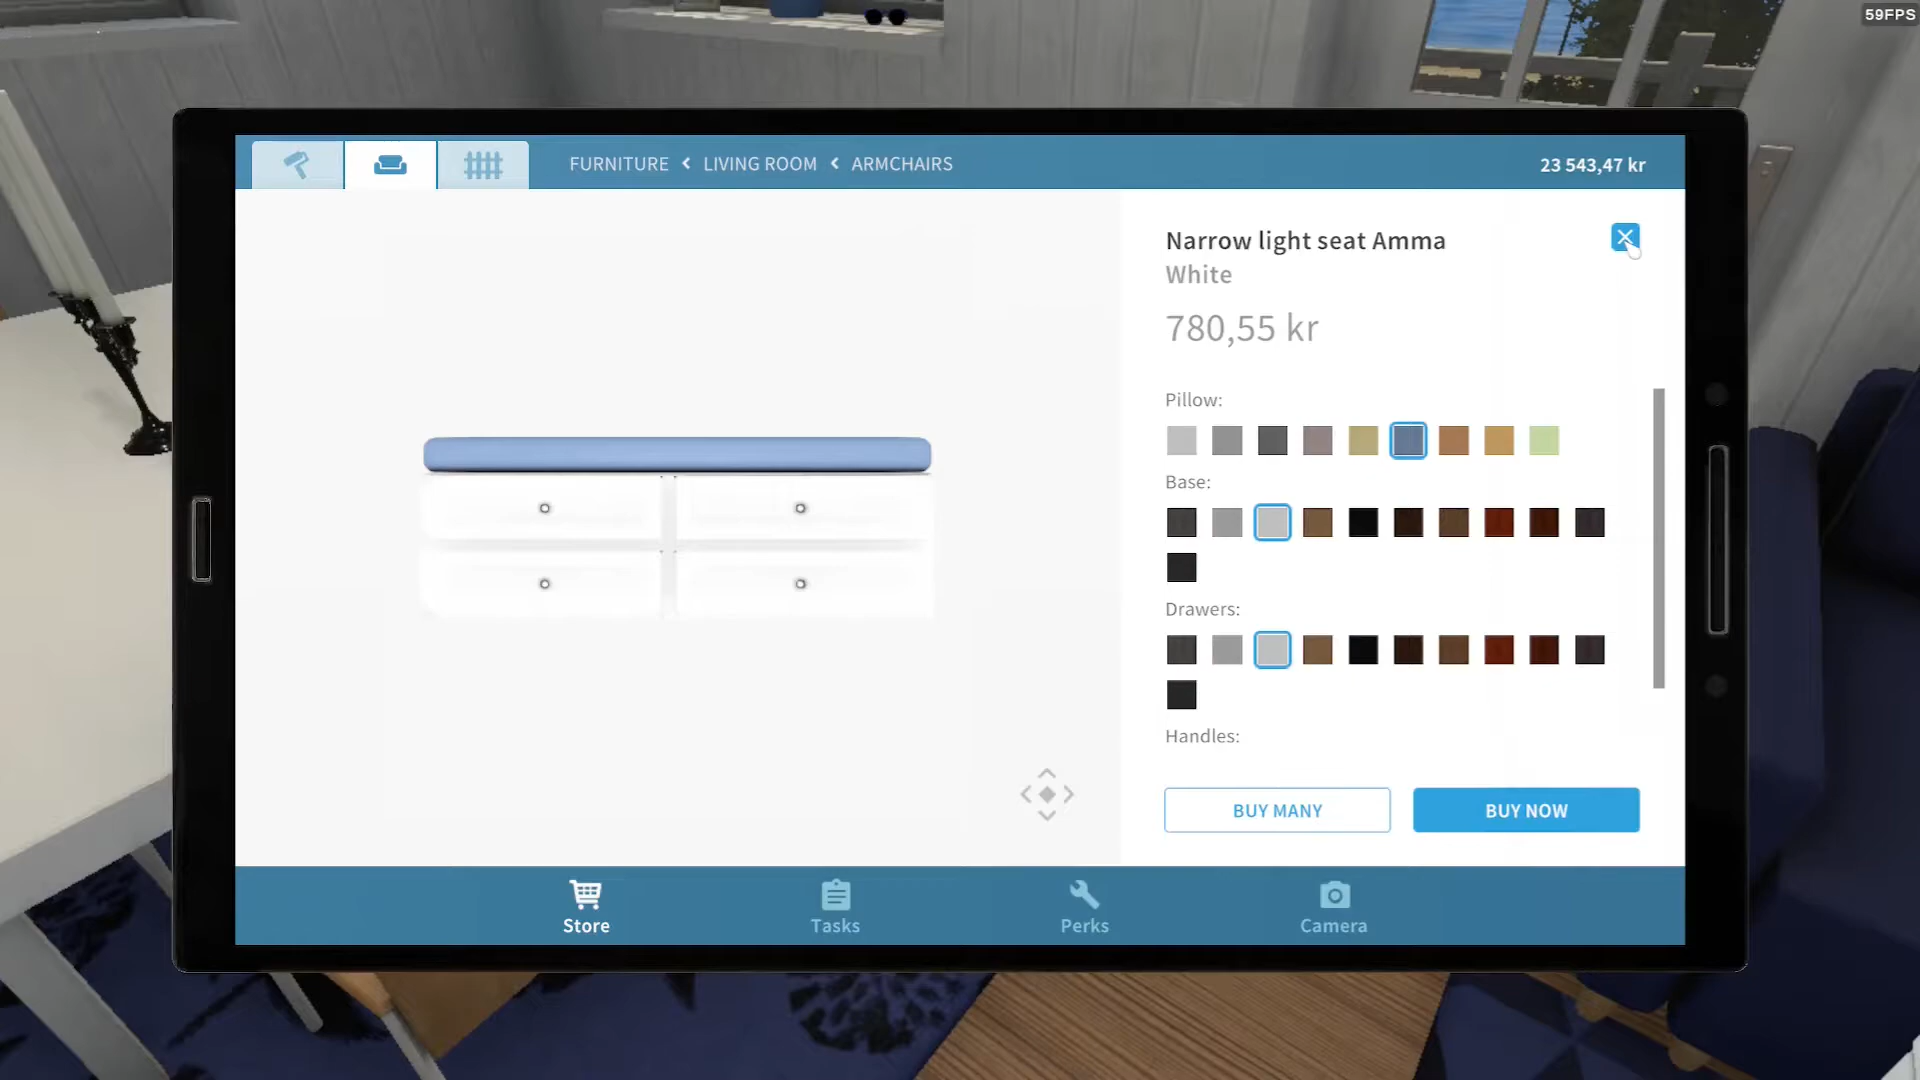 59FPS
FURNITURE < LIVING ROOM < ARMCHAIRS
23 543,47 kr
Narrow light seat Amma
White
780,55 kr
Pillow:
Base:
Drawers:
Handles:
BUY MANY
BUY NOW
Store
Tasks
Perks
Camera